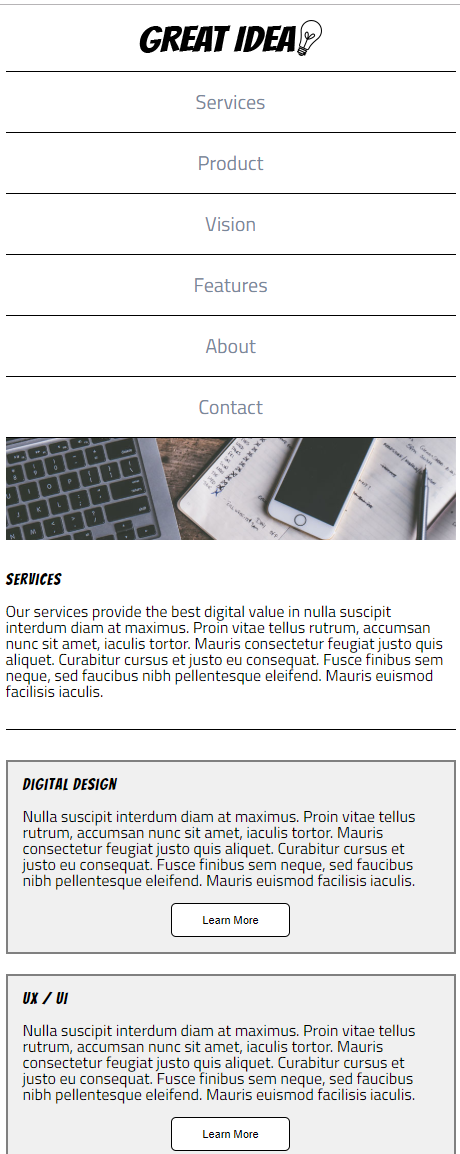 GREAT IDEA
Services
Product
Vision
Features
About
Contact
SERVICES
Our services provide the best digital value in nulla suscipit
interdum diam at maximus. Proin vitae tellus rutrum, accumsan
nunc sit amet, iaculis tortor. Mauris consectetur feugiat justo quis
aliquet. Curabitur cursus et justo eu consequat. Fusce finibus sem
neque, sed faucibus nibh pellentesque eleifend. Mauris euismod
facilisis iaculis.
DIGITAL DESIGN
Nulla suscipit interdum diam at maximus. Proin vitae tellus
rutrum, accumsan nunc sit amet, iaculis tortor. Mauris
consectetur feugiat justo quis aliquet. Curabitur cursus et
justo eu consequat. Fusce finibus sem neque, sed faucibus
nibh pellentesque eleifend. Mauris euismod facilisis iaculis.
Learn More
UX / UI
Nulla suscipit interdum diam at maximus. Proin vitae tellus
rutrum, accumsan nunc sit amet, iaculis tortor. Mauris
consectetur feugiat justo quis aliquet. Curabitur cursus et
justo eu consequat. Fusce finibus sem neque, sed faucibus
nibh pellentesque eleifend. Mauris euismod facilisis iaculis.
Learn More